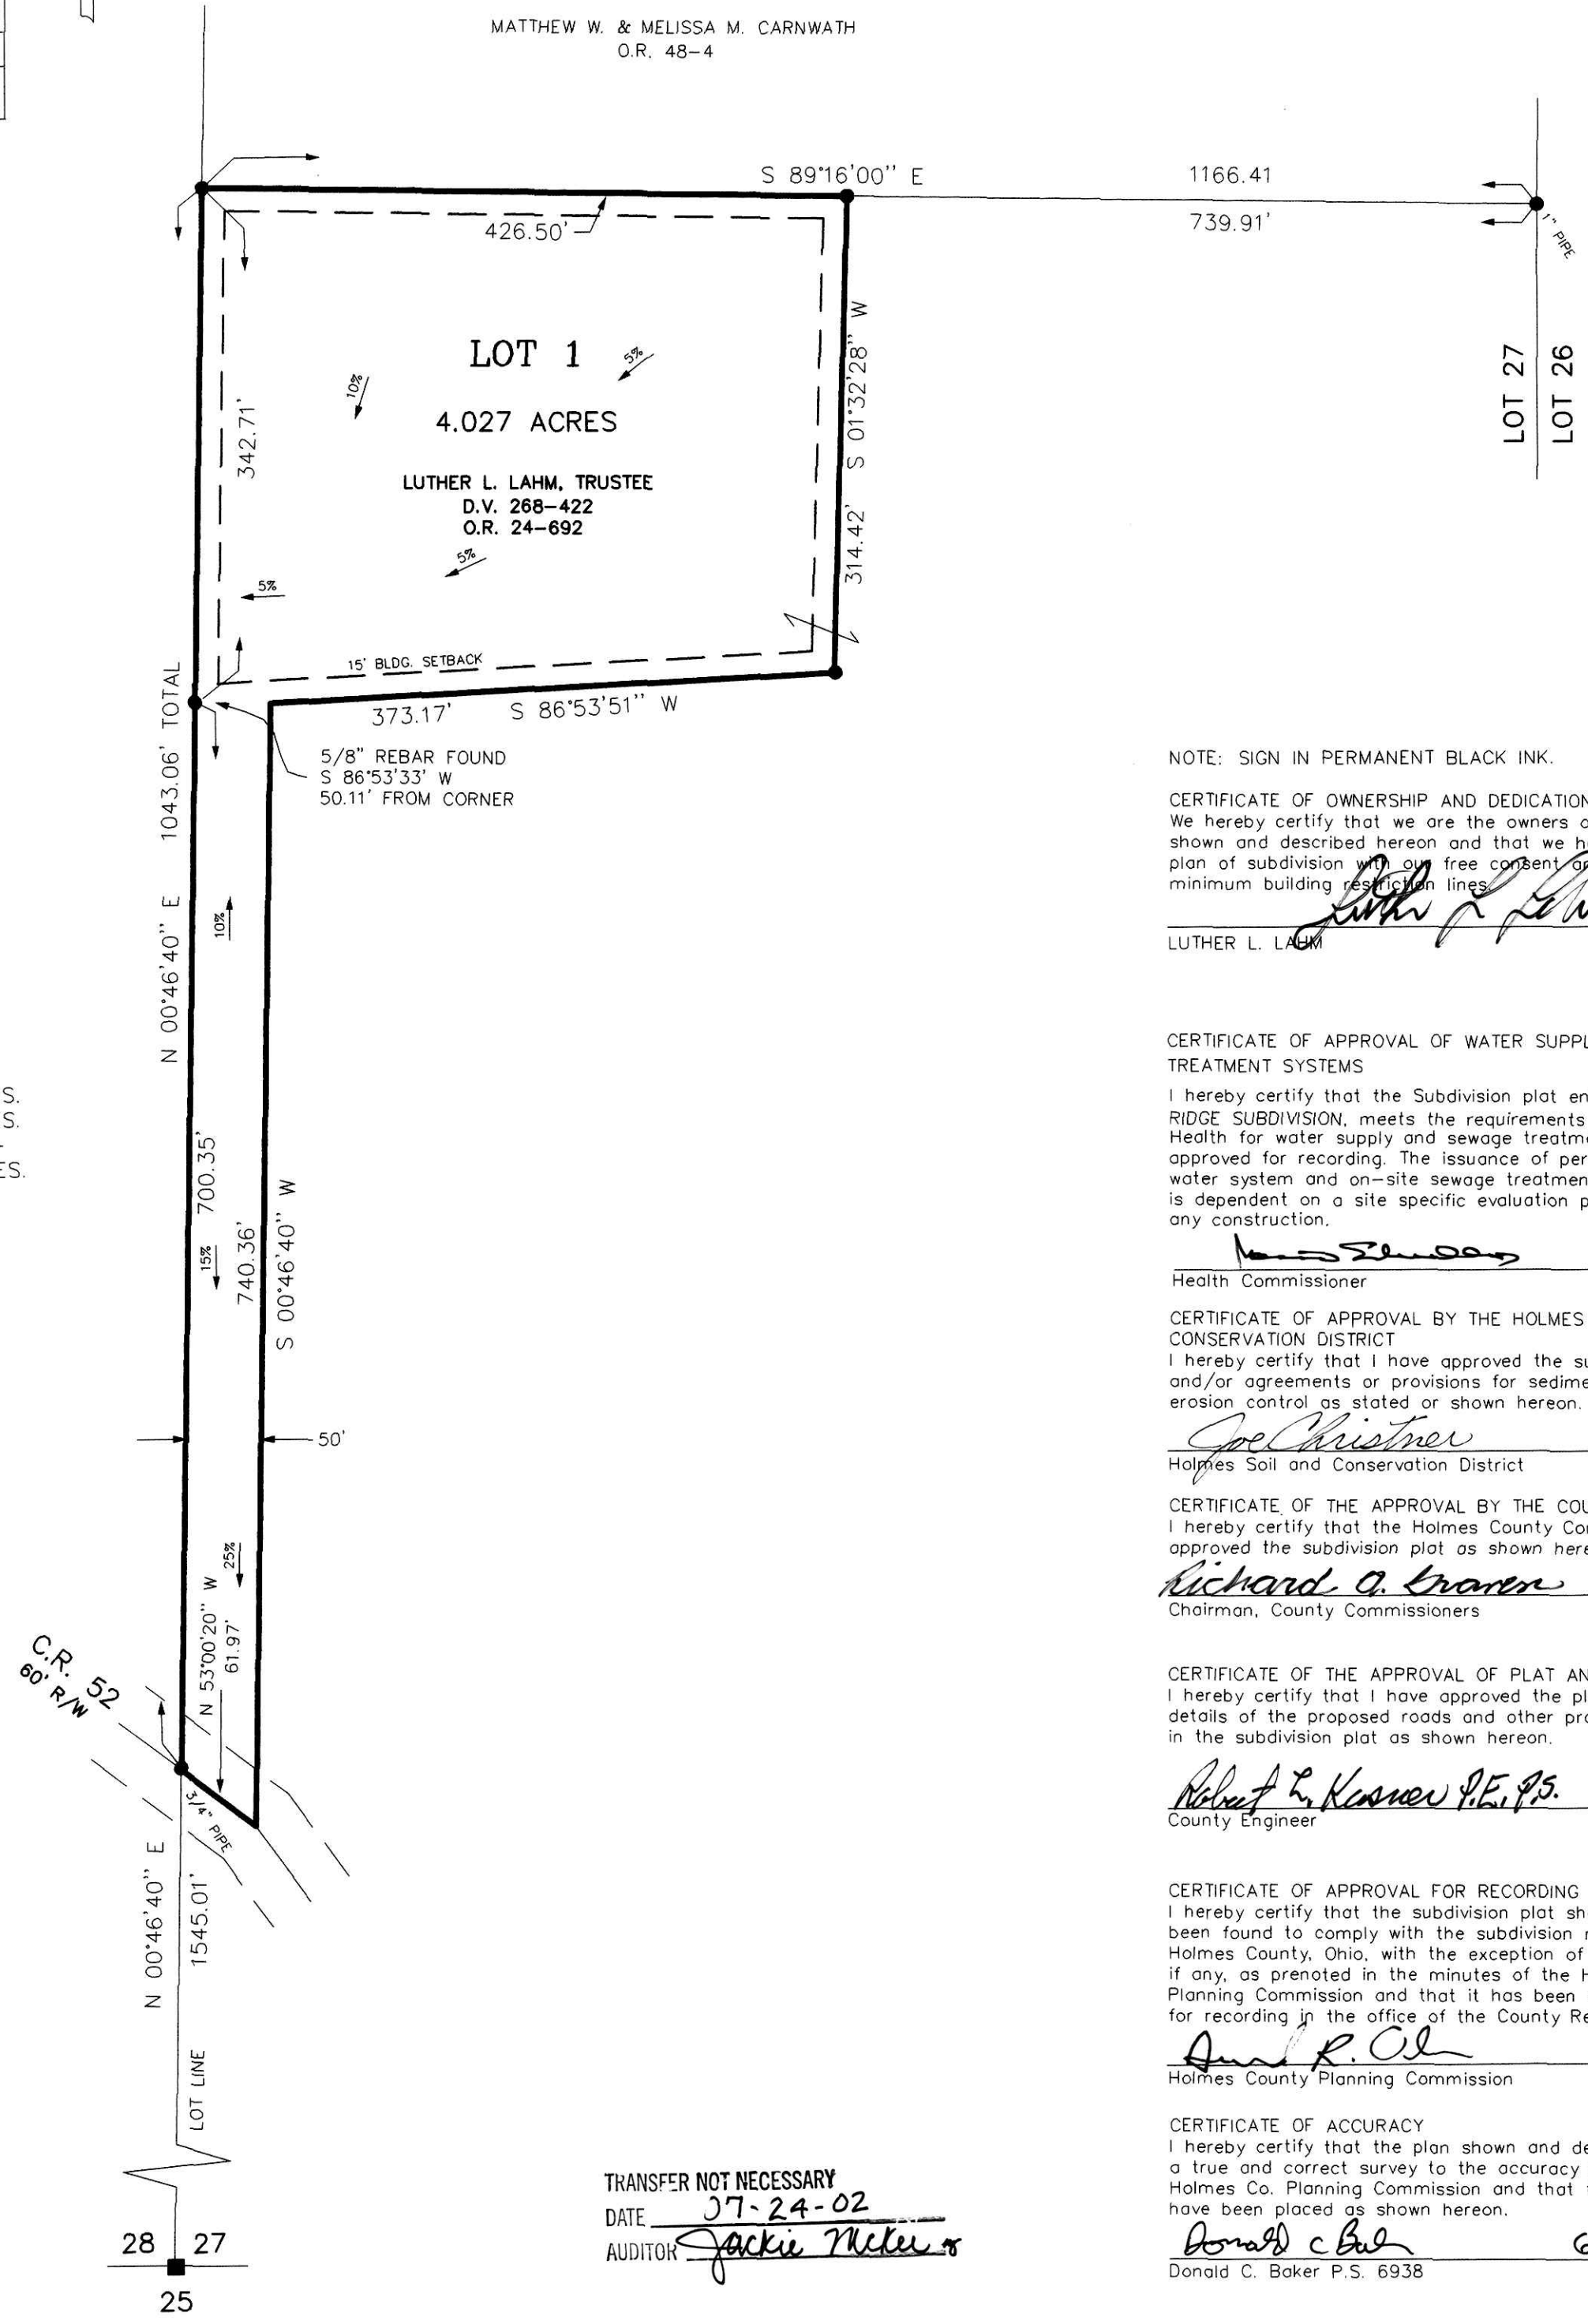 MATTHEW W. & MELISSA M. CARNWATH
O.R. 48-4
S 89°16'00" E
1166.41
426.50'
739.91'
1" PIPE
LOT 27
LOT 26
LOT 1
5%
10%
4.027 ACRES
342.71'
S 01°32'28" W
314.42'
LUTHER L. LAHM, TRUSTEE
D.V. 268-422
O.R. 24-692
5%
5%
15' BLDG. SETBACK
373.17' S 86°53'51" W
5/8" REBAR FOUND
S 86°53'33' W
50.11' FROM CORNER
N 00°46'40" E 1043.06' TOTAL
10%
700.35'
15%
740.36'
S 00°46'40" W
50'
25%
N 53°00'20" W
61.97'
C.R. 52
60' R/W
3/4" PIPE
N 00°46'40" E
1545.01'
LOT LINE
28 27
25
S.
S.
ES.
TRANSFER NOT NECESSARY
DATE 07-24-02
AUDITOR Jackie McKee
NOTE: SIGN IN PERMANENT BLACK INK.
CERTIFICATE OF OWNERSHIP AND DEDICATION
We hereby certify that we are the owners o
shown and described hereon and that we h
plan of subdivision with our free consent an
minimum building restriction lines.
LUTHER L. LAHM
CERTIFICATE OF APPROVAL OF WATER SUPPL
TREATMENT SYSTEMS
I hereby certify that the Subdivision plat en
RIDGE SUBDIVISION, meets the requirements
Health for water supply and sewage treatme
approved for recording. The issuance of per
water system and on-site sewage treatmen
is dependent on a site specific evaluation p
any construction.
Health Commissioner
CERTIFICATE OF APPROVAL BY THE HOLMES
CONSERVATION DISTRICT
I hereby certify that I have approved the su
and/or agreements or provisions for sedime
erosion control as stated or shown hereon.
Joe Christner
Holmes Soil and Conservation District
CERTIFICATE OF THE APPROVAL BY THE COU
I hereby certify that the Holmes County Co
approved the subdivision plat as shown here
Richard A. Graven
Chairman, County Commissioners
CERTIFICATE OF THE APPROVAL OF PLAT AN
I hereby certify that I have approved the pl
details of the proposed roads and other pro
in the subdivision plat as shown hereon.
Robert L. Kasner P.E., P.S.
County Engineer
CERTIFICATE OF APPROVAL FOR RECORDING
I hereby certify that the subdivision plat sh
been found to comply with the subdivision r
Holmes County, Ohio, with the exception of
if any, as prenoted in the minutes of the H
Planning Commission and that it has been
for recording in the office of the County Re
Holmes County Planning Commission
CERTIFICATE OF ACCURACY
I hereby certify that the plan shown and de
a true and correct survey to the accuracy
Holmes Co. Planning Commission and that
have been placed as shown hereon.
Donald C Bak
Donald C. Baker P.S. 6938